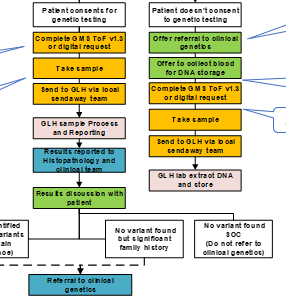 Patient consents for
genetic testing
Complete GMS ToF v1.3
or digital request
Take sample
Send to GLH via local
sendaway team
GLH sample Process
and Reporting
Results reported to
Histopathology and
clinical team
Results discussion with
patient
Patient doesn't consent
to genetic testing
Offer referral to clinical
genetics
Offer to collect blood
for DNA storage
Complete GMS ToF v1.3
or digital request
Take sample
Send to GLH via local
sendaway team
GLH lab extract DNA
and store
ntified
ariants
tain
nce)
No variant found
but significant
family history
No variant found
SOC
(Do not refer to
clinical genetics)
Referral to clinical
genetics